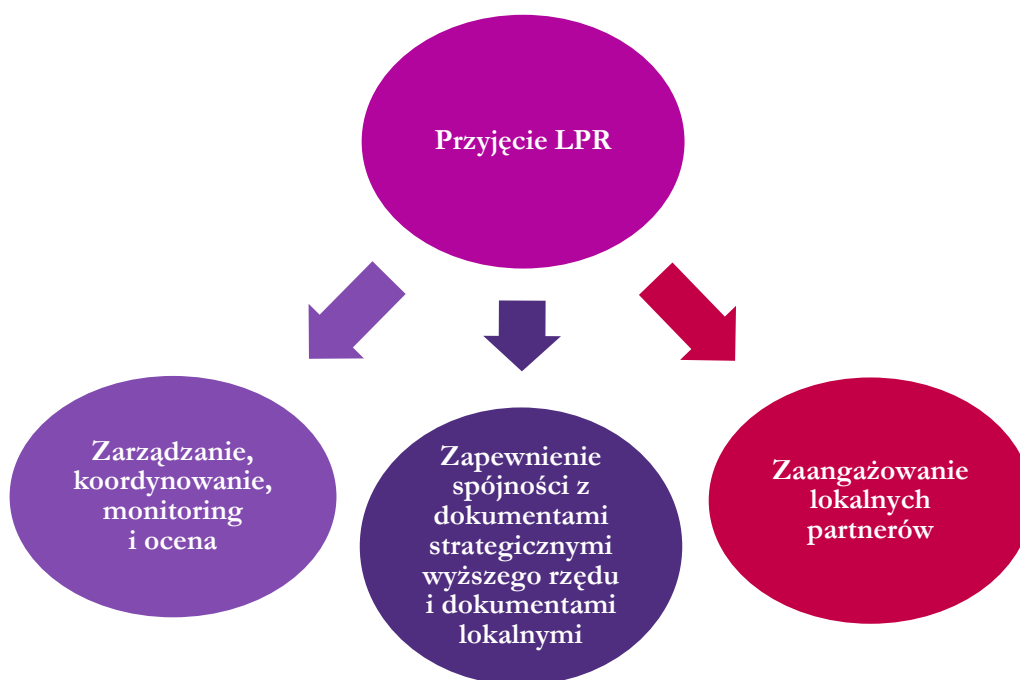 Przyjęcie LPR
Zarządzanie,
koordynowanie,
monitoring
i ocena
Zapewnienie
spójności z
dokumentami
strategicznymi
wyższego rzędu
i dokumentami
lokalnymi
Zaangażowanie
lokalnych
partnerów